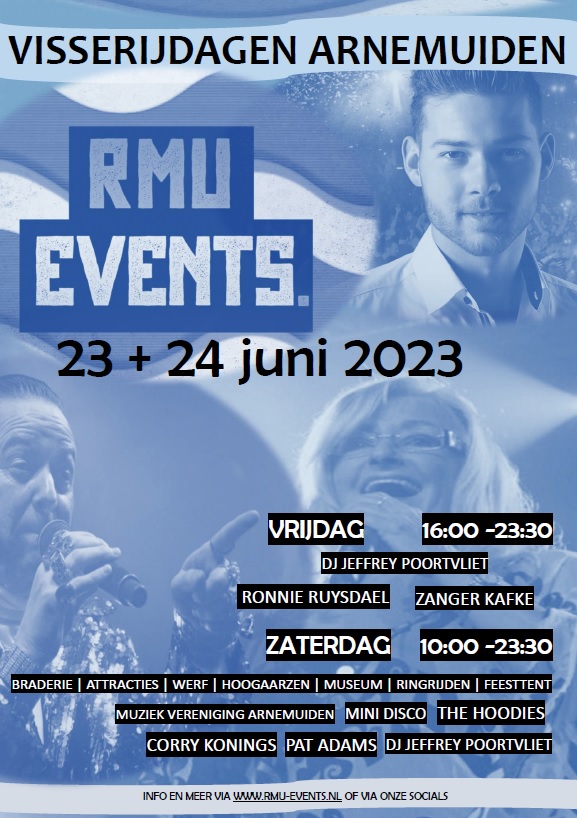 VISSERIJDAGEN ARNEMUIDEN
RMU
EVENTS.
23 + 24 juni 2023
VRIJDAG 16:00 -23:30
DJ JEFFREY POORTVLIET
RONNIE RUYSDAEL ZANGER KAFKE
ZATERDAG 10:00 -23:30
BRADERIE | ATTRACTIES | WERF | HOOGAARZEN | MUSEUM | RINGRIJDEN | FEESTTENT
MUZIEK VERENIGING ARNEMUIDEN MINI DISCO THE HOODIES
CORRY KONINGS PAT ADAMS DJ JEFFREY POORTVLIET
INFO EN MEER VIA WWW.RMU-EVENTS.NL OF VIA ONZE SOCIALS